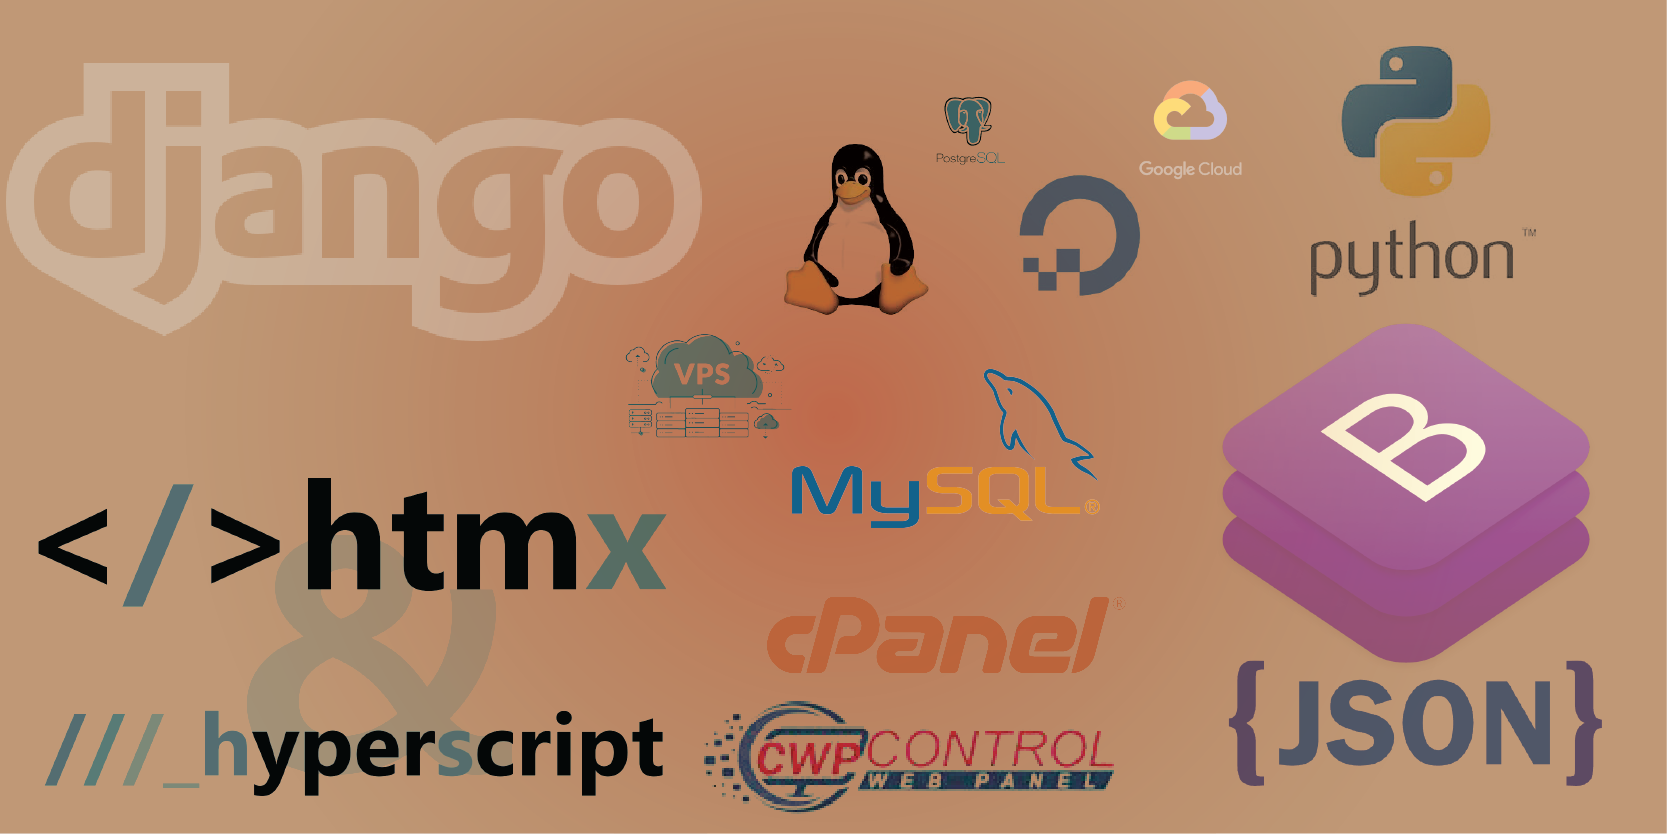 django
PostgreSQL
Google Cloud
python™
VPS
MySQL®
B
</>htmx
&
cPanel®
///_hyperscript
CWP CONTROL
WEB PANEL
{JSON}